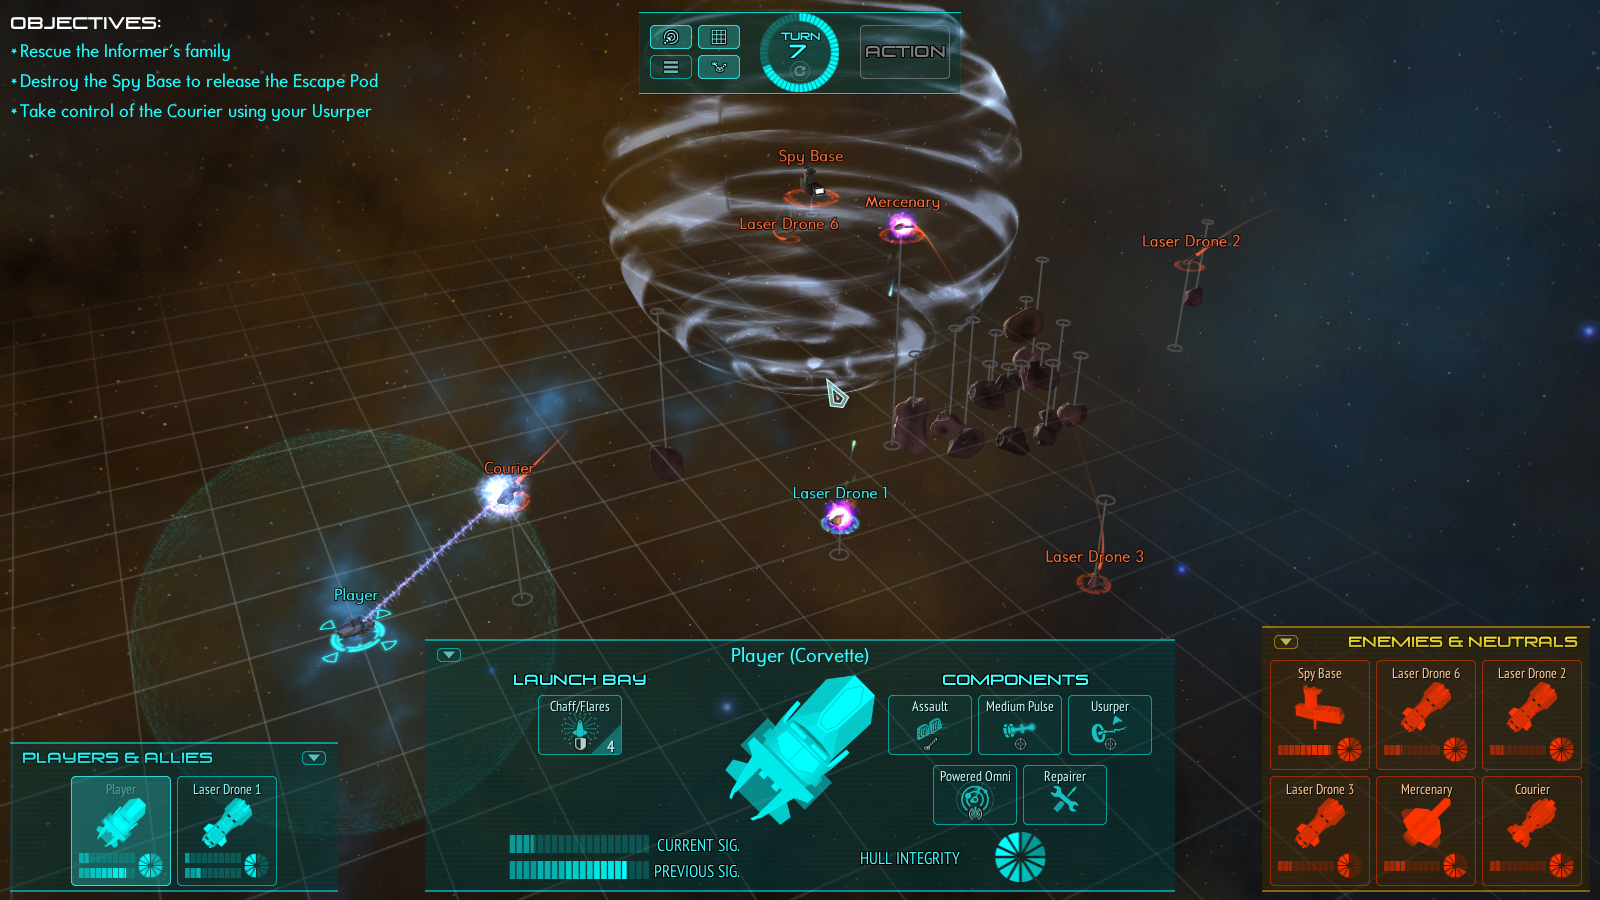 OBJECTIVES:
Rescue the Informer's family
Destroy the Spy Base to release the Escape Pod
Take control of the Courier using your Usurper
TURN
7
ACTION
Spy Base
Mercenary
Laser Drone 6
Laser Drone 2
Courier
Laser Drone 1
Laser Drone 3
Player
PLAYERS & ALLIES
Player
Laser Drone 1
Player (Corvette)
LAUNCH BAY
Chaff/Flares
4
COMPONENTS
Assault
Medium Pulse
Usurper
Powered Omni
Repairer
CURRENT SIG.
PREVIOUS SIG.
HULL INTEGRITY
ENEMIES & NEUTRALS
Spy Base
Laser Drone 6
Laser Drone 2
Laser Drone 3
Mercenary
Courier